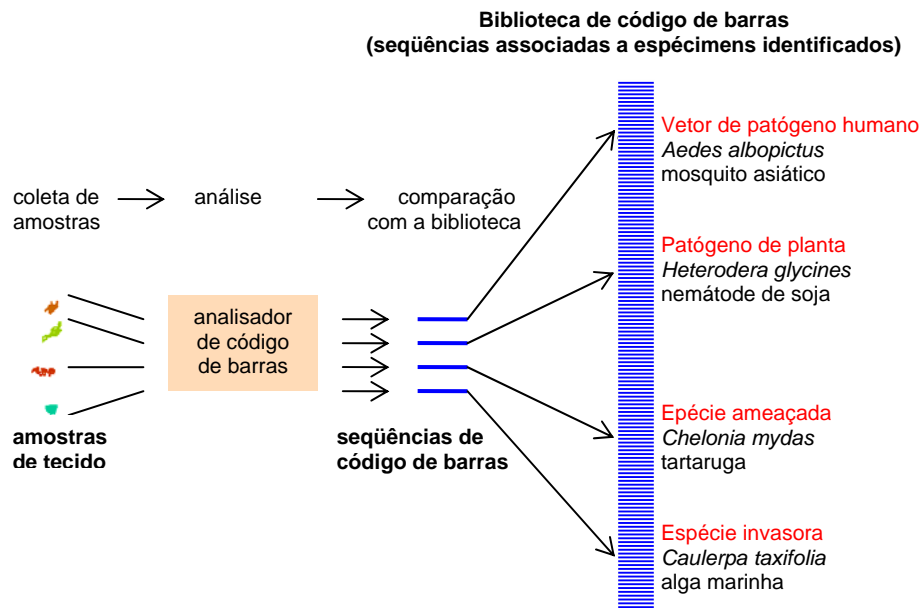 Biblioteca de código de barras
(seqüências associadas a espécimens identificados)
coleta de
amostras
análise
comparação
com a biblioteca
amostras
de tecido
analisador
de código
de barras
seqüências de
código de barras
Vetor de patógeno humano
Aedes albopictus
mosquito asiático
Patógeno de planta
Heterodera glycines
nemátode de soja
Epécie ameaçada
Chelonia mydas
tartaruga
Espécie invasora
Caulerpa taxifolia
alga marinha